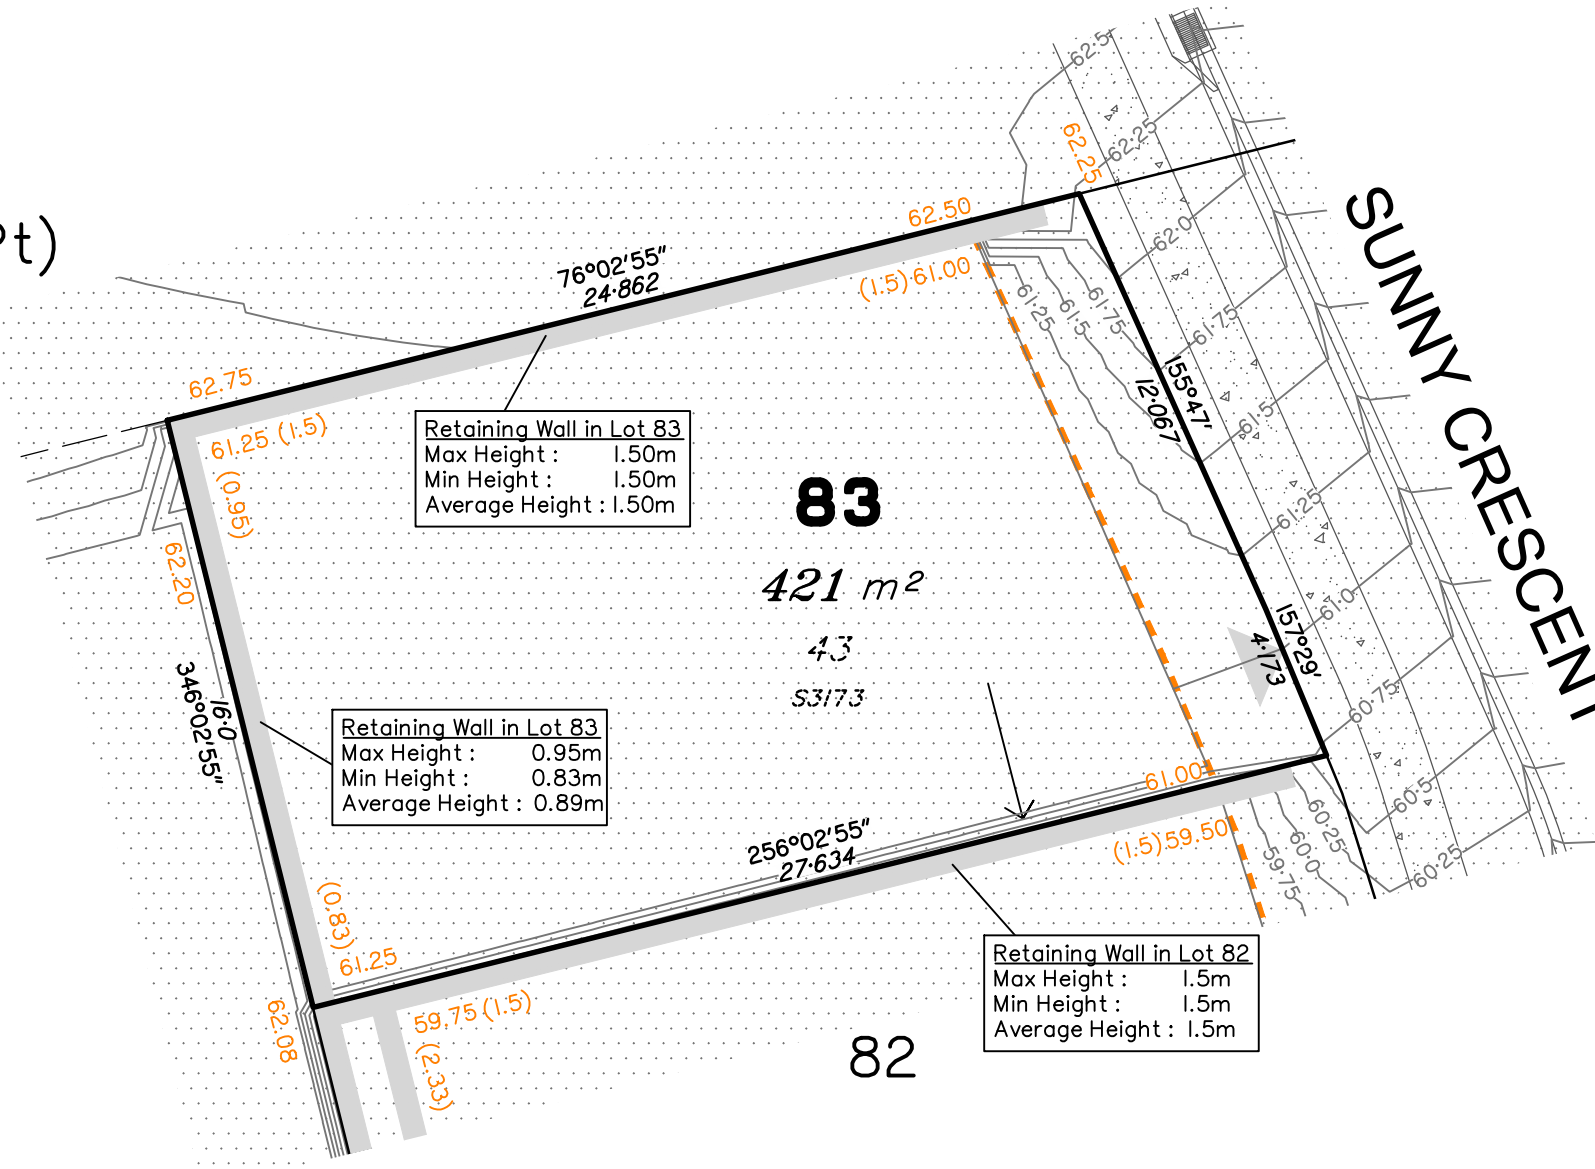 62·5
62·25
62.25
62·0
SUNNY CRESCENT
62.50
(1.5) 61.00
76°02'55"
24·862
61·25
61·5
61·75
61·75
62.75
61.25 (1.5)
(0.95)
155°47'
12·067
61·5
Retaining Wall in Lot 83
Max Height : 1.50m
Min Height : 1.50m
Average Height : 1.50m
83
421 m²
43
S3173
61·25
62.20
61·0
157°29'
4·173
346°02'55"
16·0
Retaining Wall in Lot 83
Max Height : 0.95m
Min Height : 0.83m
Average Height : 0.89m
60·75
61.00
60·5
256°02'55"
27·634
(1.5) 59.50
60·25
60·0
59·75
60·25
(0.83)
61.25
62.08
59.75 (1.5)
(2.33)
Retaining Wall in Lot 82
Max Height : 1.5m
Min Height : 1.5m
Average Height : 1.5m
82